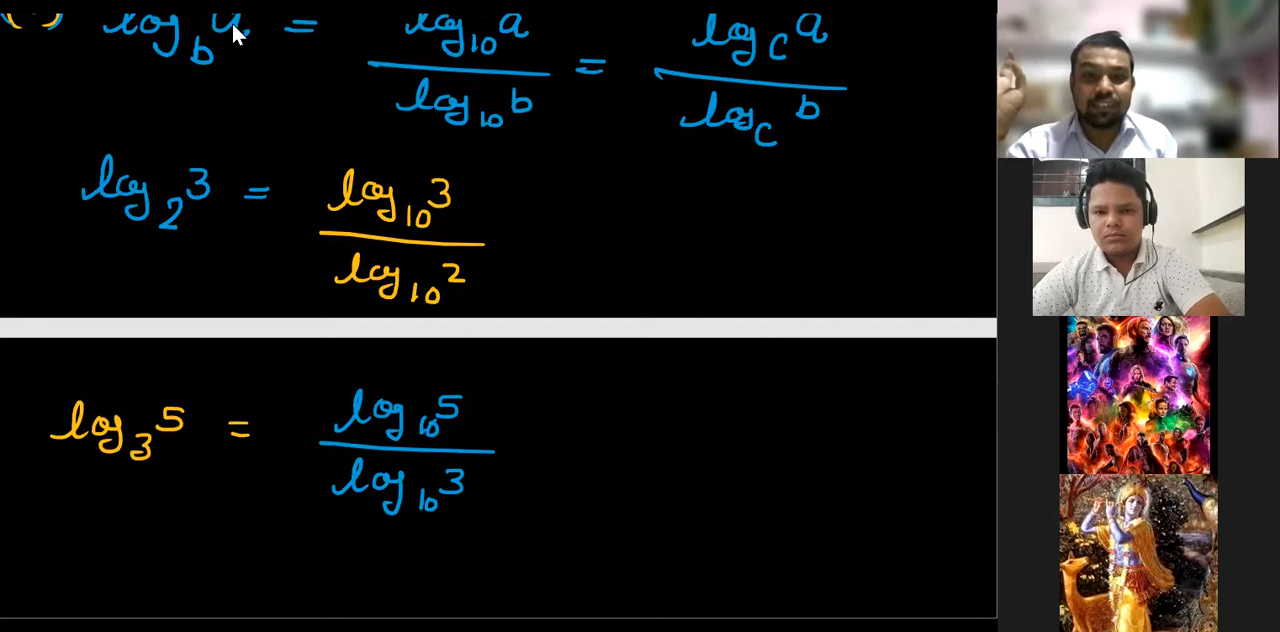 log_b a = log_10 a / log_10 b = log_c a / log_c b
log_2 3 = log_10 3 / log_10 2
log_3 5 = log_10 5 / log_10 3